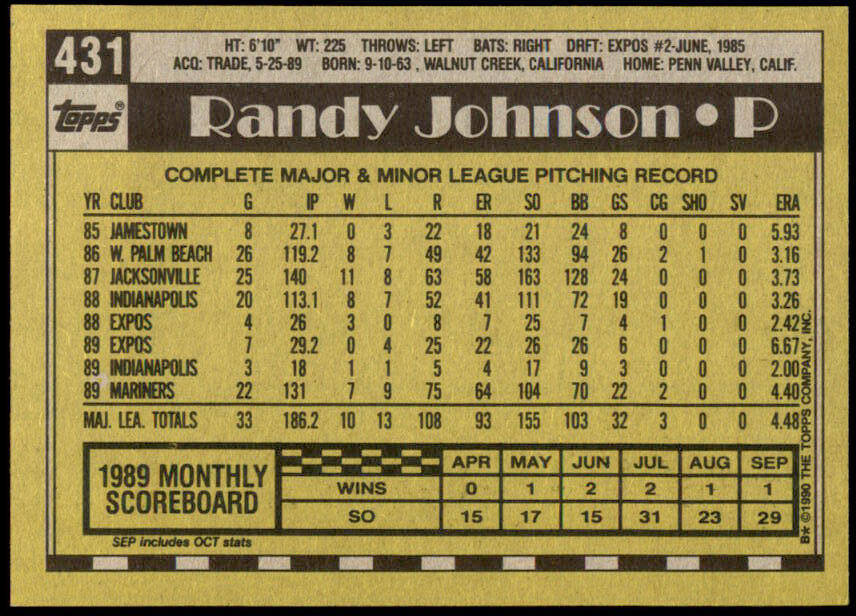 431
HT: 6'10" WT: 225 THROWS: LEFT BATS: RIGHT DRFT: EXPOS #2-JUNE, 1985
ACQ: TRADE, 5-25-89 BORN: 9-10-63 , WALNUT CREEK, CALIFORNIA HOME: PENN VALLEY, CALIF.
Topps® Randy Johnson • P
COMPLETE MAJOR & MINOR LEAGUE PITCHING RECORD
YR CLUB G IP W L R ER SO BB GS CG SHO SV ERA
85 JAMESTOWN 8 27.1 0 3 22 18 21 24 8 0 0 0 5.93
86 W. PALM BEACH 26 119.2 8 7 49 42 133 94 26 2 1 0 3.16
87 JACKSONVILLE 25 140 11 8 63 58 163 128 24 0 0 0 3.73
88 INDIANAPOLIS 20 113.1 8 7 52 41 111 72 19 0 0 0 3.26
88 EXPOS 4 26 3 0 8 7 25 7 4 1 0 0 2.42
89 EXPOS 7 29.2 0 4 25 22 26 26 6 0 0 0 6.67
89 INDIANAPOLIS 3 18 1 1 5 4 17 9 3 0 0 0 2.00
89 MARINERS 22 131 7 9 75 64 104 70 22 2 0 0 4.40
MAJ. LEA. TOTALS 33 186.2 10 13 108 93 155 103 32 3 0 0 4.48
1989 MONTHLY
SCOREBOARD
APR MAY JUN JUL AUG SEP
WINS 0 1 2 2 1 1
SO 15 17 15 31 23 29
SEP includes OCT stats
B* ©1990 THE TOPPS COMPANY, INC.